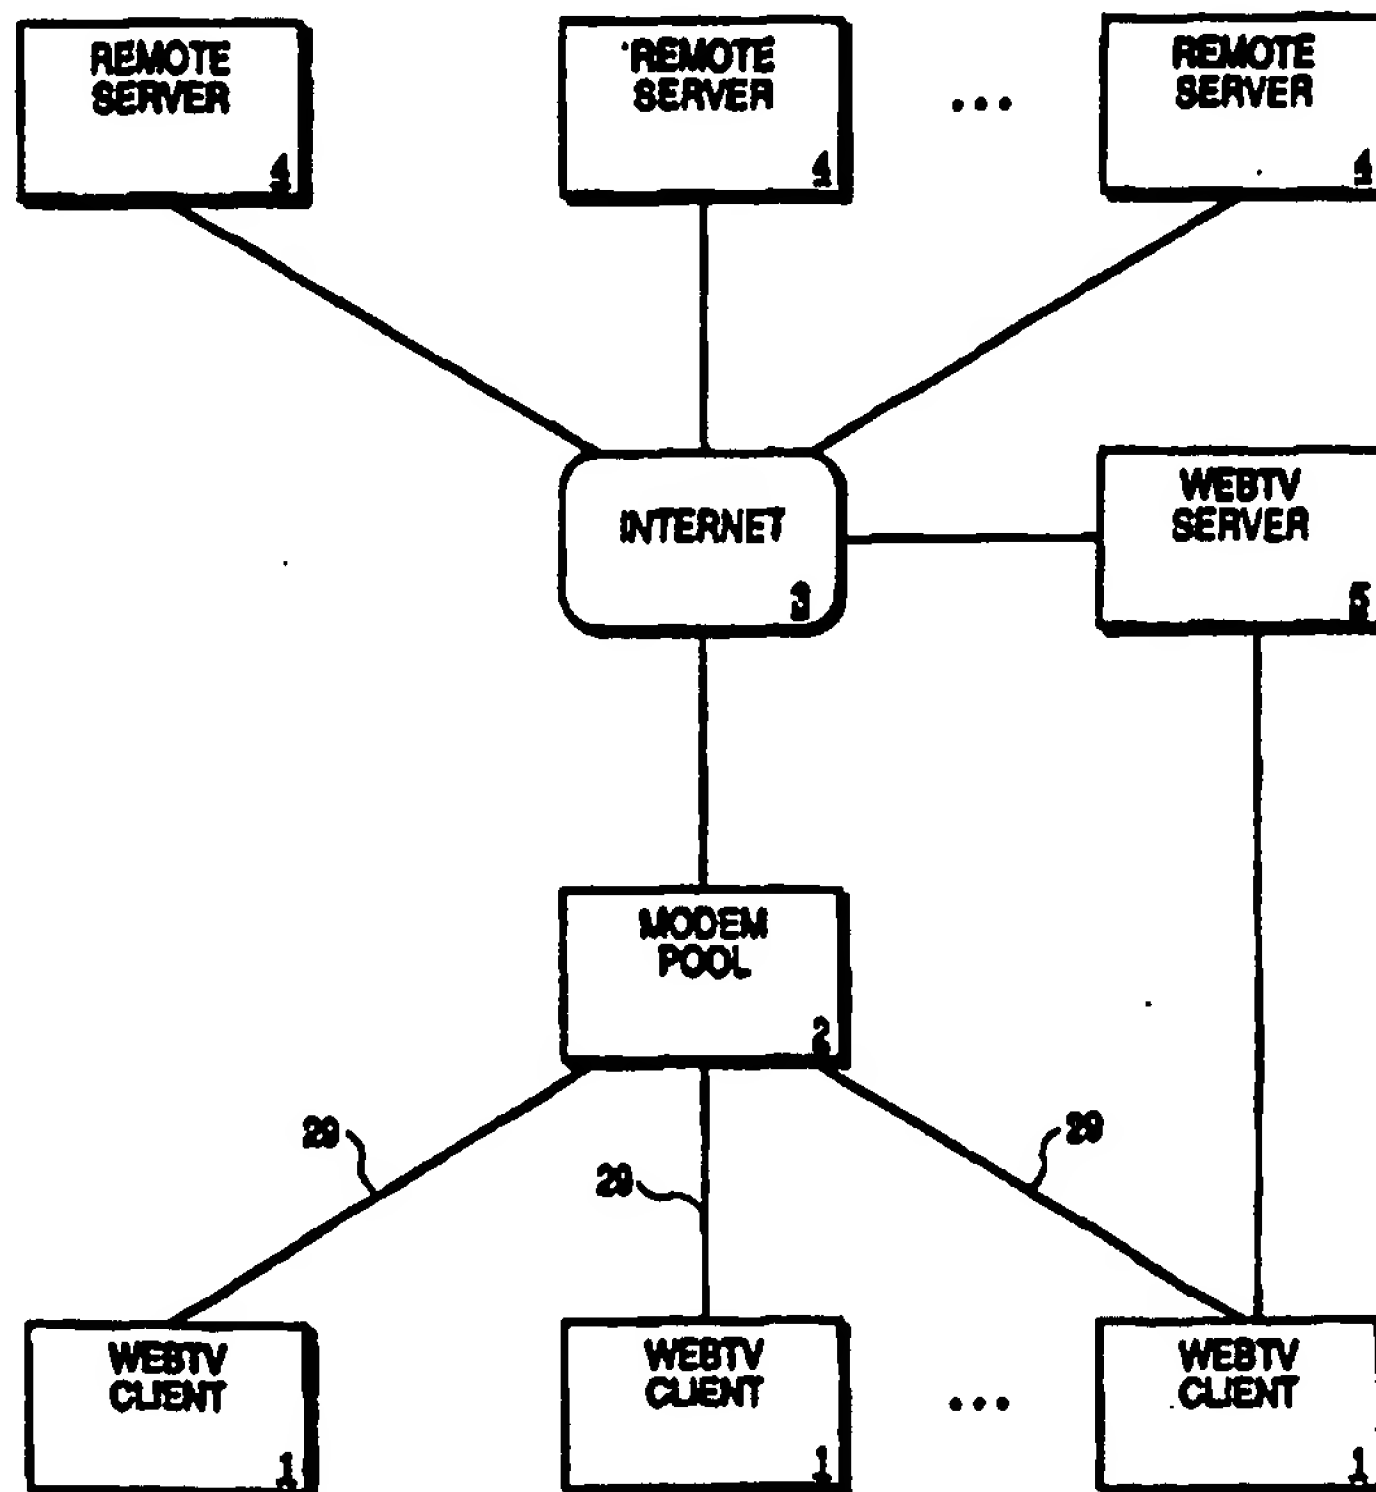 REMOTE
SERVER
4
REMOTE
SERVER
4
...
REMOTE
SERVER
4
INTERNET
3
WEBTV
SERVER
5
MODEM
POOL
2
29
29
29
WEBTV
CLIENT
1
WEBTV
CLIENT
1
...
WEBTV
CLIENT
1